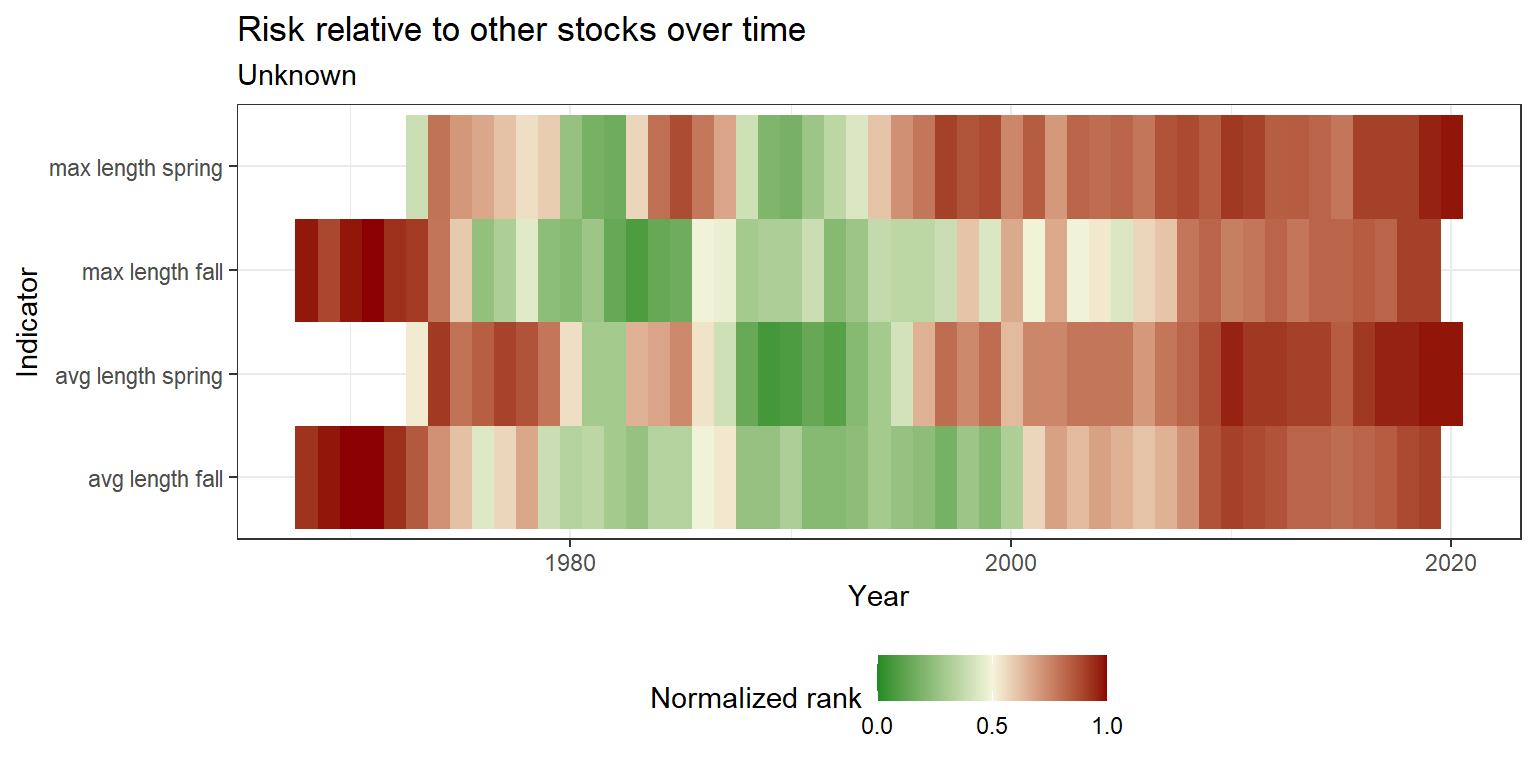 Risk relative to other stocks over time
Unknown
Indicator
max length spring
max length fall
avg length spring
avg length fall
1980 2000 2020
Year
Normalized rank
0.0 0.5 1.0